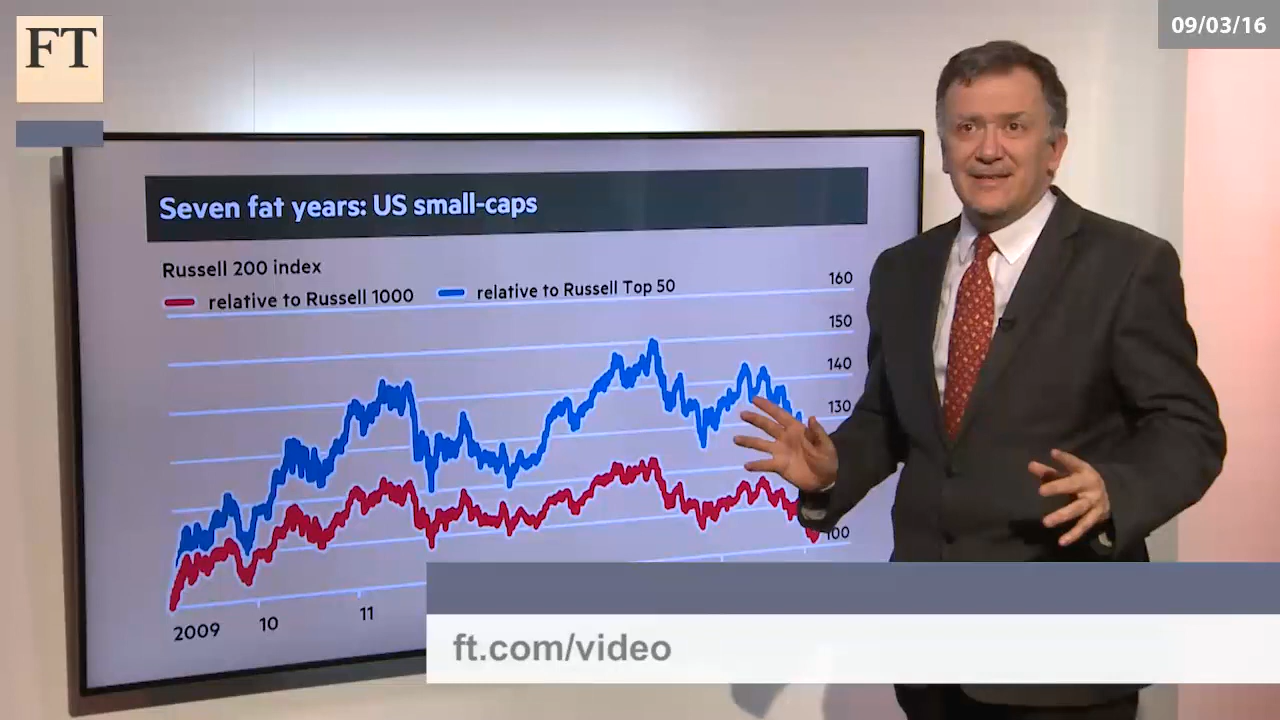 FT
09/03/16
Seven fat years: US small-caps
Russell 200 index
relative to Russell 1000
relative to Russell Top 50
160
150
140
130
100
2009
10
11
ft.com/video